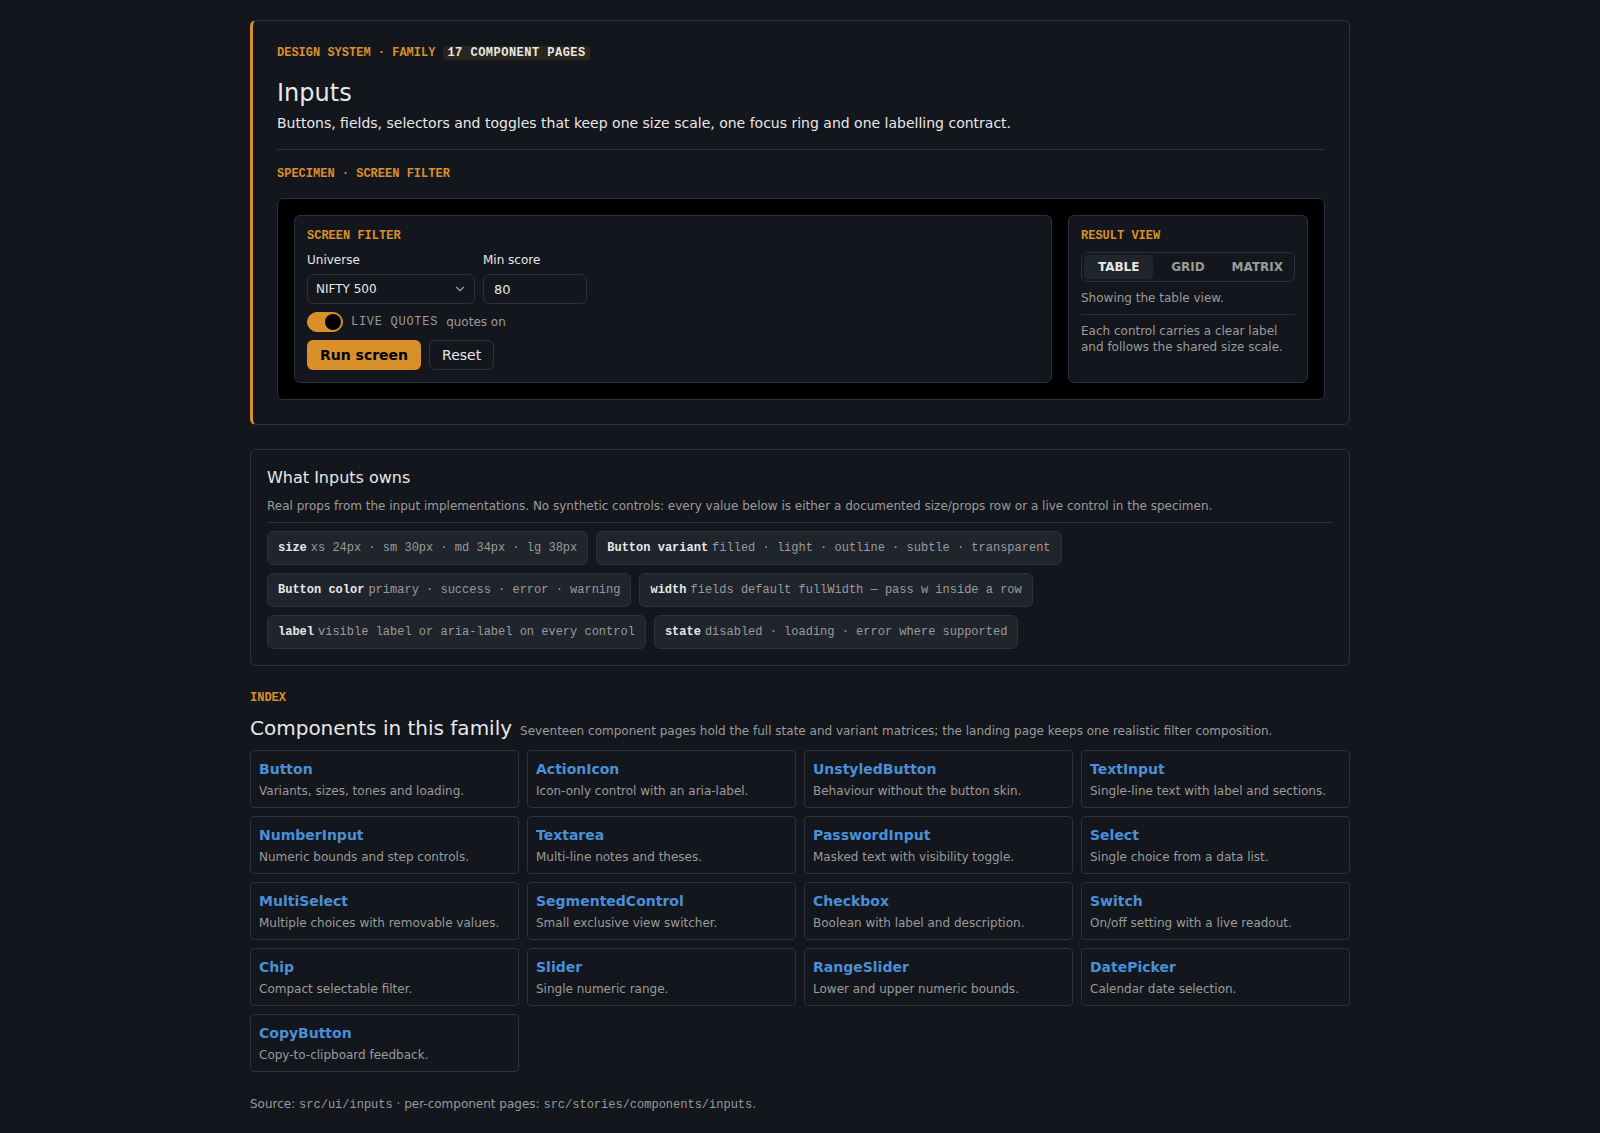 DESIGN SYSTEM · FAMILY 17 COMPONENT PAGES
Inputs
Buttons, fields, selectors and toggles that keep one size scale, one focus ring and one labelling contract.
SPECIMEN · SCREEN FILTER
SCREEN FILTER
Universe
Min score
NIFTY 500
80
LIVE QUOTES quotes on
Run screen
Reset
RESULT VIEW
TABLE GRID MATRIX
Showing the table view.
Each control carries a clear label
and follows the shared size scale.
What Inputs owns
Real props from the input implementations. No synthetic controls: every value below is either a documented size/props row or a live control in the specimen.
size xs 24px · sm 30px · md 34px · lg 38px
Button variant filled · light · outline · subtle · transparent
Button color primary · success · error · warning
width fields default fullWidth — pass w inside a row
label visible label or aria-label on every control
state disabled · loading · error where supported
INDEX
Components in this family Seventeen component pages hold the full state and variant matrices; the landing page keeps one realistic filter composition.
Button
Variants, sizes, tones and loading.
ActionIcon
Icon-only control with an aria-label.
UnstyledButton
Behaviour without the button skin.
TextInput
Single-line text with label and sections.
NumberInput
Numeric bounds and step controls.
Textarea
Multi-line notes and theses.
PasswordInput
Masked text with visibility toggle.
Select
Single choice from a data list.
MultiSelect
Multiple choices with removable values.
SegmentedControl
Small exclusive view switcher.
Checkbox
Boolean with label and description.
Switch
On/off setting with a live readout.
Chip
Compact selectable filter.
Slider
Single numeric range.
RangeSlider
Lower and upper numeric bounds.
DatePicker
Calendar date selection.
CopyButton
Copy-to-clipboard feedback.
Source: src/ui/inputs · per-component pages: src/stories/components/inputs.